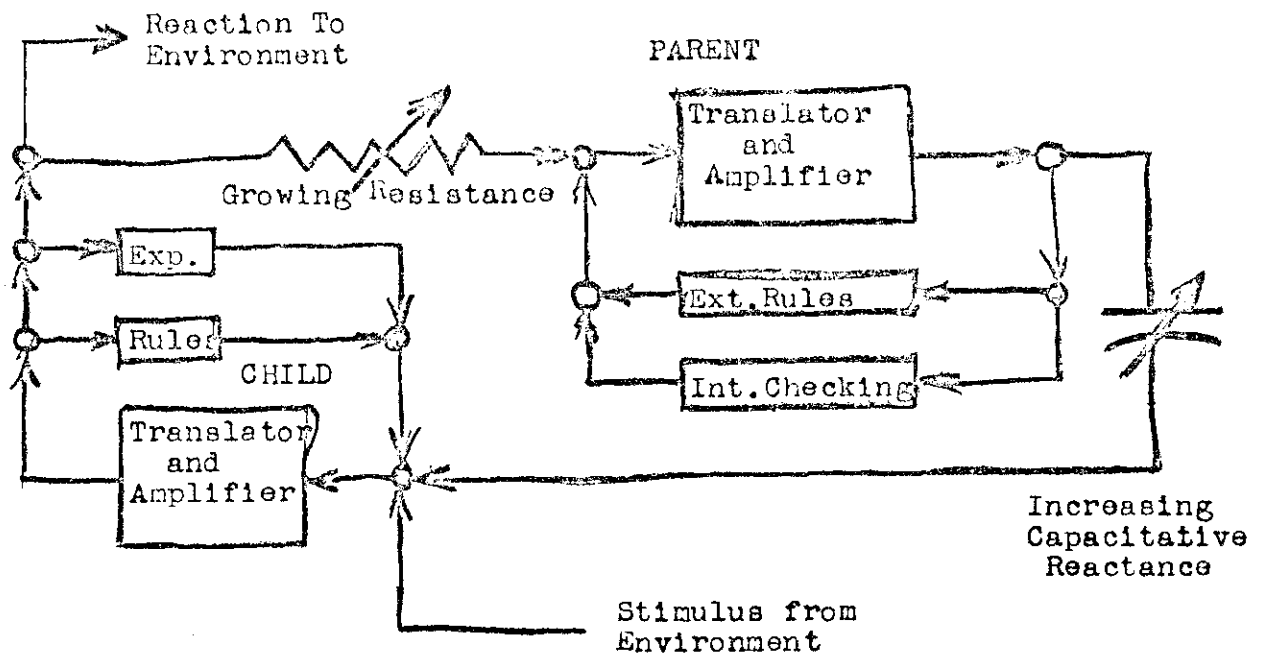 Reaction To
Environment
PARENT
Translator
and
Amplifier
Growing Resistance
Exp.
Ext.Rules
Rules
CHILD
Int.Checking
Translator
and
Amplifier
Increasing
Capacitative
Reactance
Stimulus from
Environment